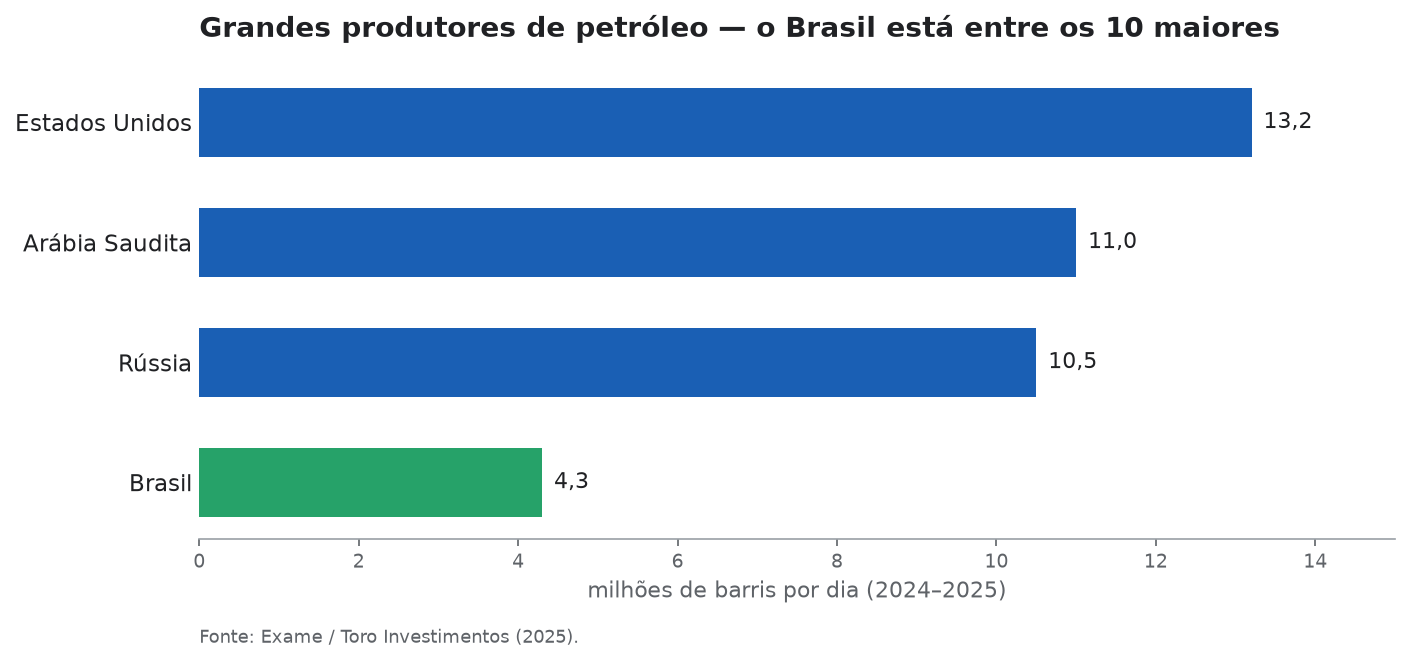 Grandes produtores de petróleo — o Brasil está entre os 10 maiores
Estados Unidos 13,2
Arábia Saudita 11,0
Rússia 10,5
Brasil 4,3
0 2 4 6 8 10 12 14
milhões de barris por dia (2024–2025)
Fonte: Exame / Toro Investimentos (2025).